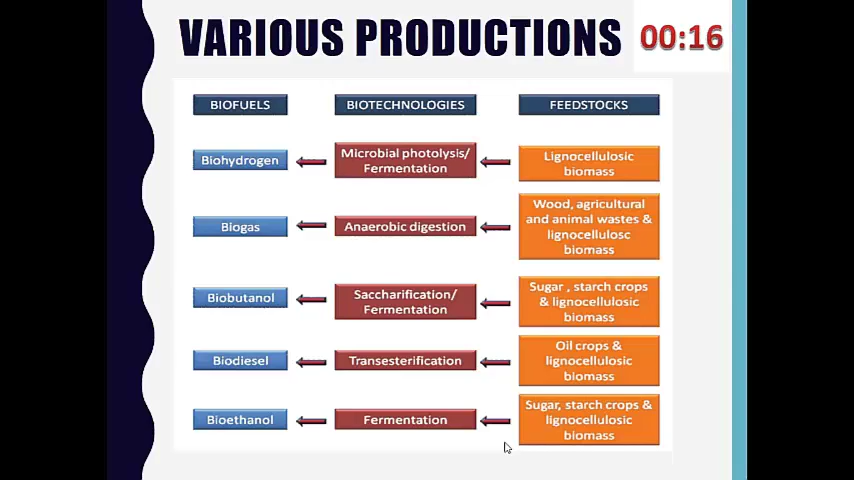 VARIOUS PRODUCTIONS
00:16
BIOFUELS
BIOTECHNOLOGIES
FEEDSTOCKS
Biohydrogen
Microbial photolysis/
Fermentation
Lignocellulosic
biomass
Biogas
Anaerobic digestion
Wood, agricultural
and animal wastes &
lignocellulosc
biomass
Biobutanol
Saccharification/
Fermentation
Sugar , starch crops
& lignocellulosic
biomass
Biodiesel
Transesterification
Oil crops &
lignocellulosic
biomass
Bioethanol
Fermentation
Sugar, starch crops &
lignocellulosic
biomass